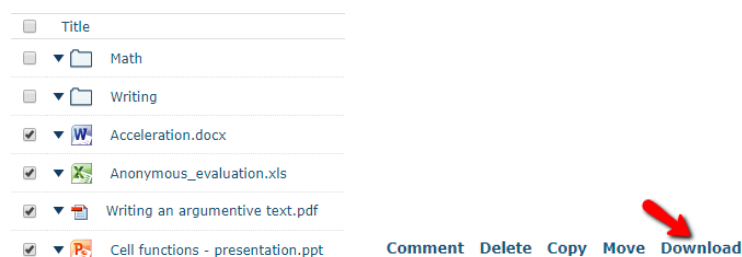 Title
Math
Writing
Acceleration.docx
Anonymous_evaluation.xls
Writing an argumentive text.pdf
Cell functions - presentation.ppt
Comment Delete Copy Move Download